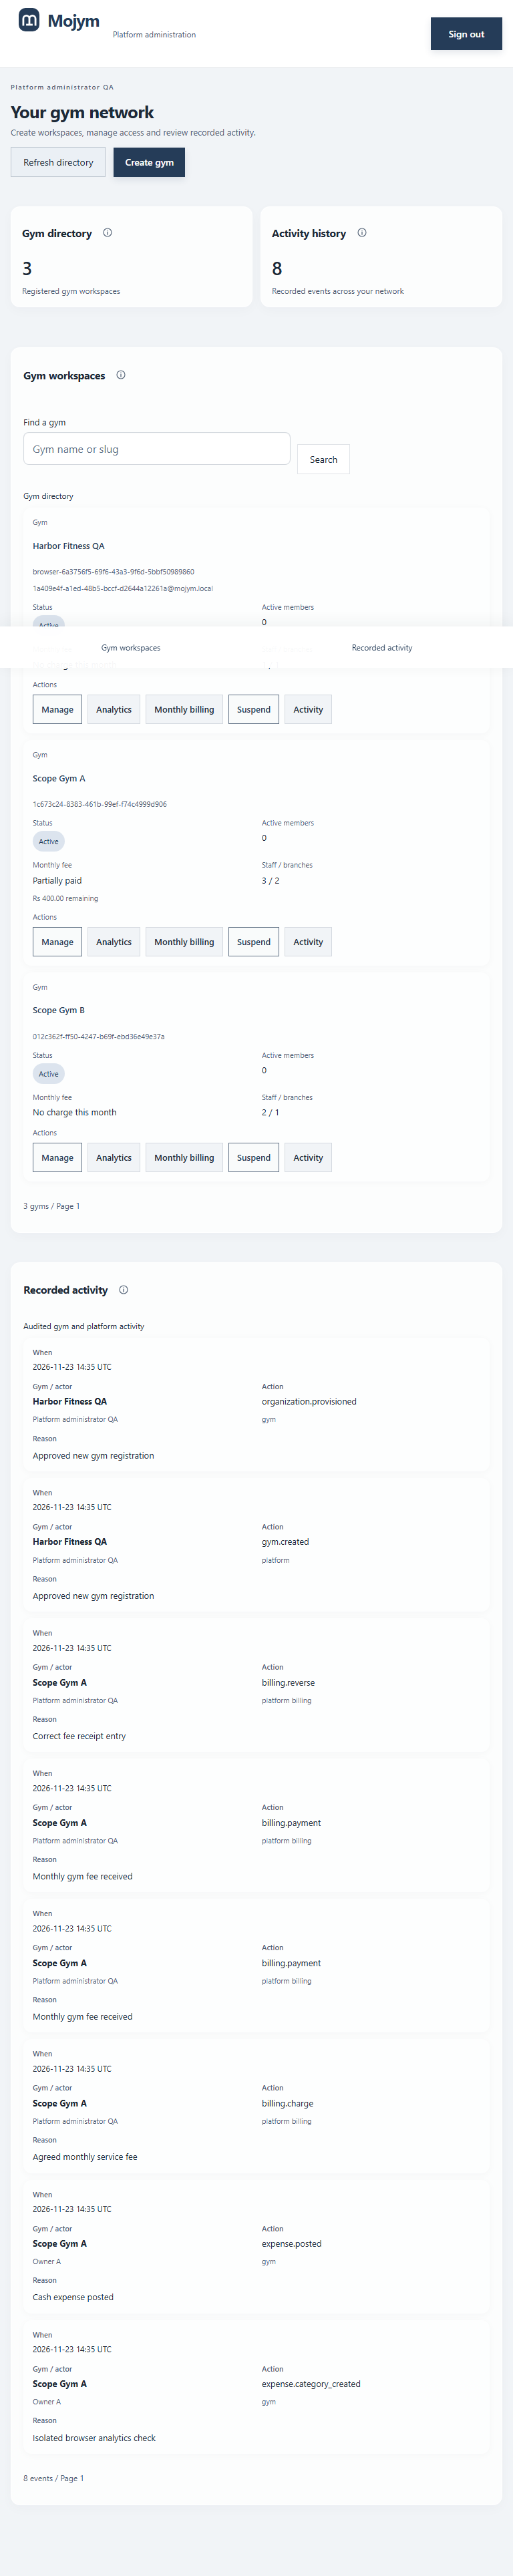 Mojym
Platform administration
Sign out
Platform administrator QA
Your gym network
Create workspaces, manage access and review recorded activity.
Refresh directory
Create gym
Gym directory
3
Registered gym workspaces
Activity history
8
Recorded events across your network
Gym workspaces
Find a gym
Gym name or slug
Search
Gym directory
Gym
Harbor Fitness QA
browser-6a3756f5-69f6-43a3-9f6d-5bbf50989860
1a409e4f-a1ed-48b5-bccf-d2644a12261a@mojym.local
Status
Active members
Active
0
Gym workspaces
Recorded activity
Actions
Manage
Analytics
Monthly billing
Suspend
Activity
Gym
Scope Gym A
1c673c24-8383-461b-99ef-f74c4999d906
Status
Active members
Active
0
Monthly fee
Staff / branches
Partially paid
3 / 2
Rs 400.00 remaining
Actions
Manage
Analytics
Monthly billing
Suspend
Activity
Gym
Scope Gym B
012c362f-ff50-4247-b69f-ebd36e49e37a
Status
Active members
Active
0
Monthly fee
Staff / branches
No charge this month
2 / 1
Actions
Manage
Analytics
Monthly billing
Suspend
Activity
3 gyms / Page 1
Recorded activity
Audited gym and platform activity
When
2026-11-23 14:35 UTC
Gym / actor
Action
Harbor Fitness QA
organization.provisioned
Platform administrator QA
gym
Reason
Approved new gym registration
When
2026-11-23 14:35 UTC
Gym / actor
Action
Harbor Fitness QA
gym.created
Platform administrator QA
platform
Reason
Approved new gym registration
When
2026-11-23 14:35 UTC
Gym / actor
Action
Scope Gym A
billing.reverse
Platform administrator QA
platform billing
Reason
Correct fee receipt entry
When
2026-11-23 14:35 UTC
Gym / actor
Action
Scope Gym A
billing.payment
Platform administrator QA
platform billing
Reason
Monthly gym fee received
When
2026-11-23 14:35 UTC
Gym / actor
Action
Scope Gym A
billing.payment
Platform administrator QA
platform billing
Reason
Monthly gym fee received
When
2026-11-23 14:35 UTC
Gym / actor
Action
Scope Gym A
billing.charge
Platform administrator QA
platform billing
Reason
Agreed monthly service fee
When
2026-11-23 14:35 UTC
Gym / actor
Action
Scope Gym A
expense.posted
Owner A
gym
Reason
Cash expense posted
When
2026-11-23 14:35 UTC
Gym / actor
Action
Scope Gym A
expense.category_created
Owner A
gym
Reason
Isolated browser analytics check
8 events / Page 1